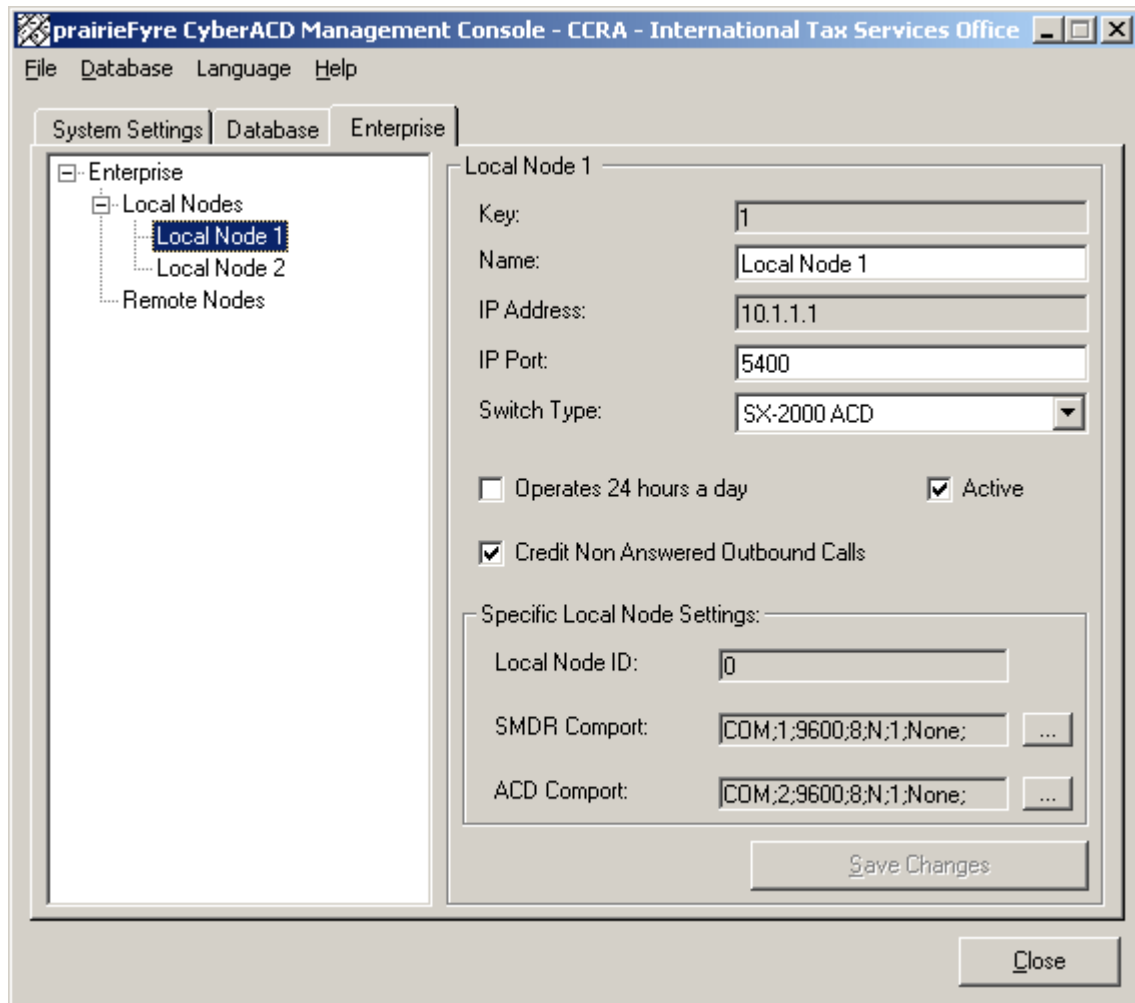 prairieFyre CyberACD Management Console - CCRA - International Tax Services Office
File Database Language Help
System Settings Database Enterprise
Enterprise
Local Nodes
Local Node 1
Local Node 2
Remote Nodes
Local Node 1
Key: 1
Name: Local Node 1
IP Address: 10.1.1.1
IP Port: 5400
Switch Type: SX-2000 ACD
Operates 24 hours a day Active
Credit Non Answered Outbound Calls
Specific Local Node Settings:
Local Node ID: 0
SMDR Comport: COM;1;9600;8;N;1;None; ...
ACD Comport: COM;2;9600;8;N;1;None; ...
Save Changes
Close